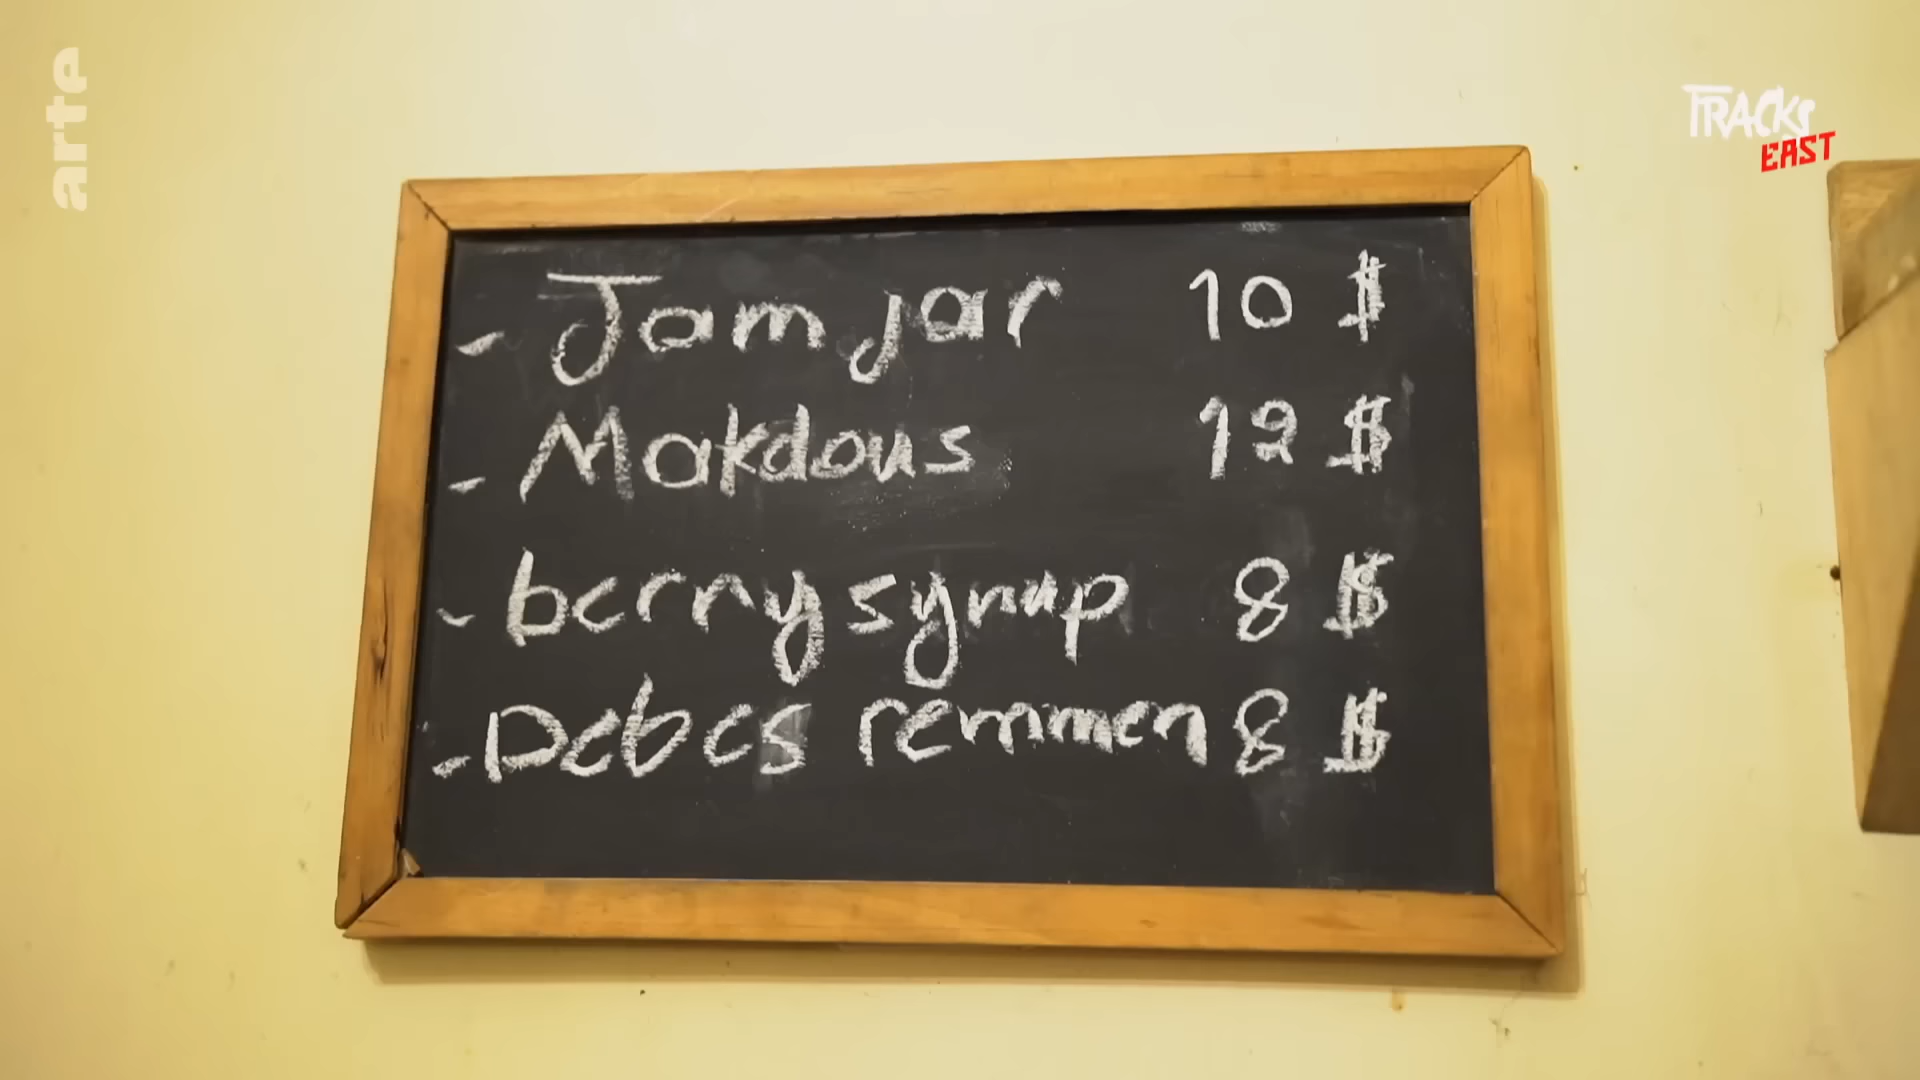 arte
TRACKS
EAST
- Jam jar 10 $
- Makdous 12 $
- berry syrup 8 $
- Debes remmen 8 $